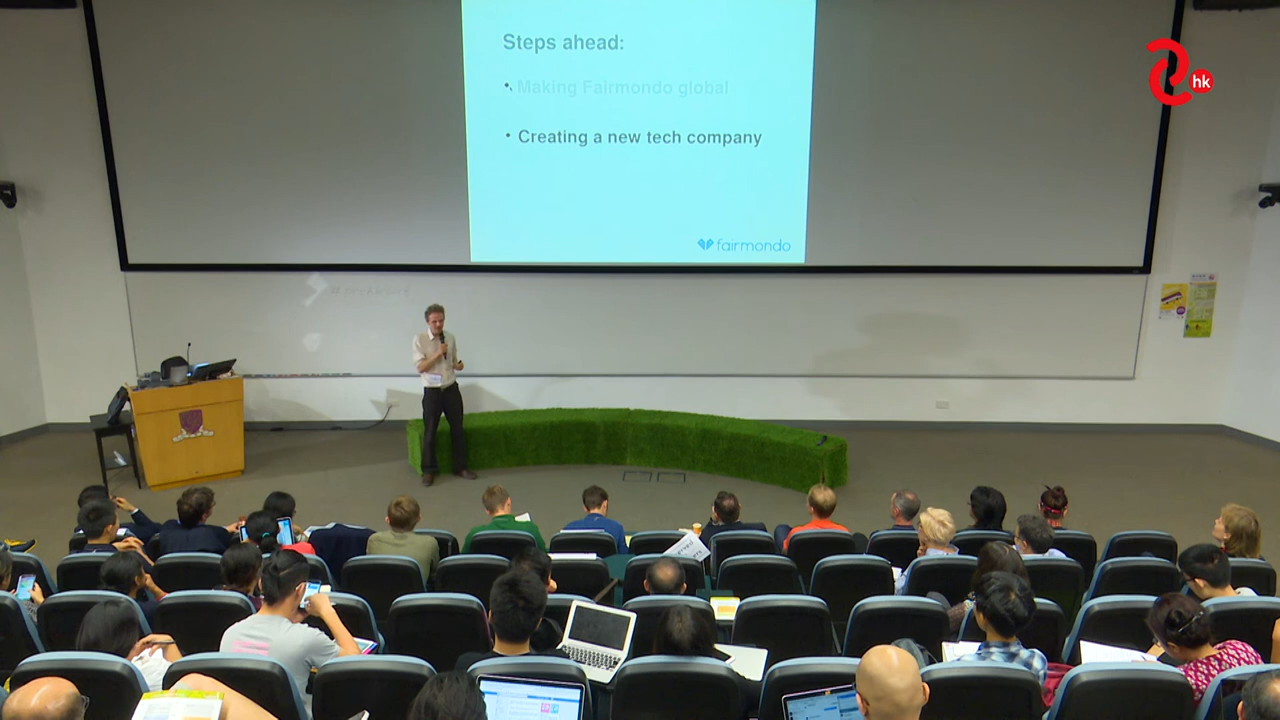 Steps ahead:
• Making Fairmondo global
• Creating a new tech company
fairmondo
hk